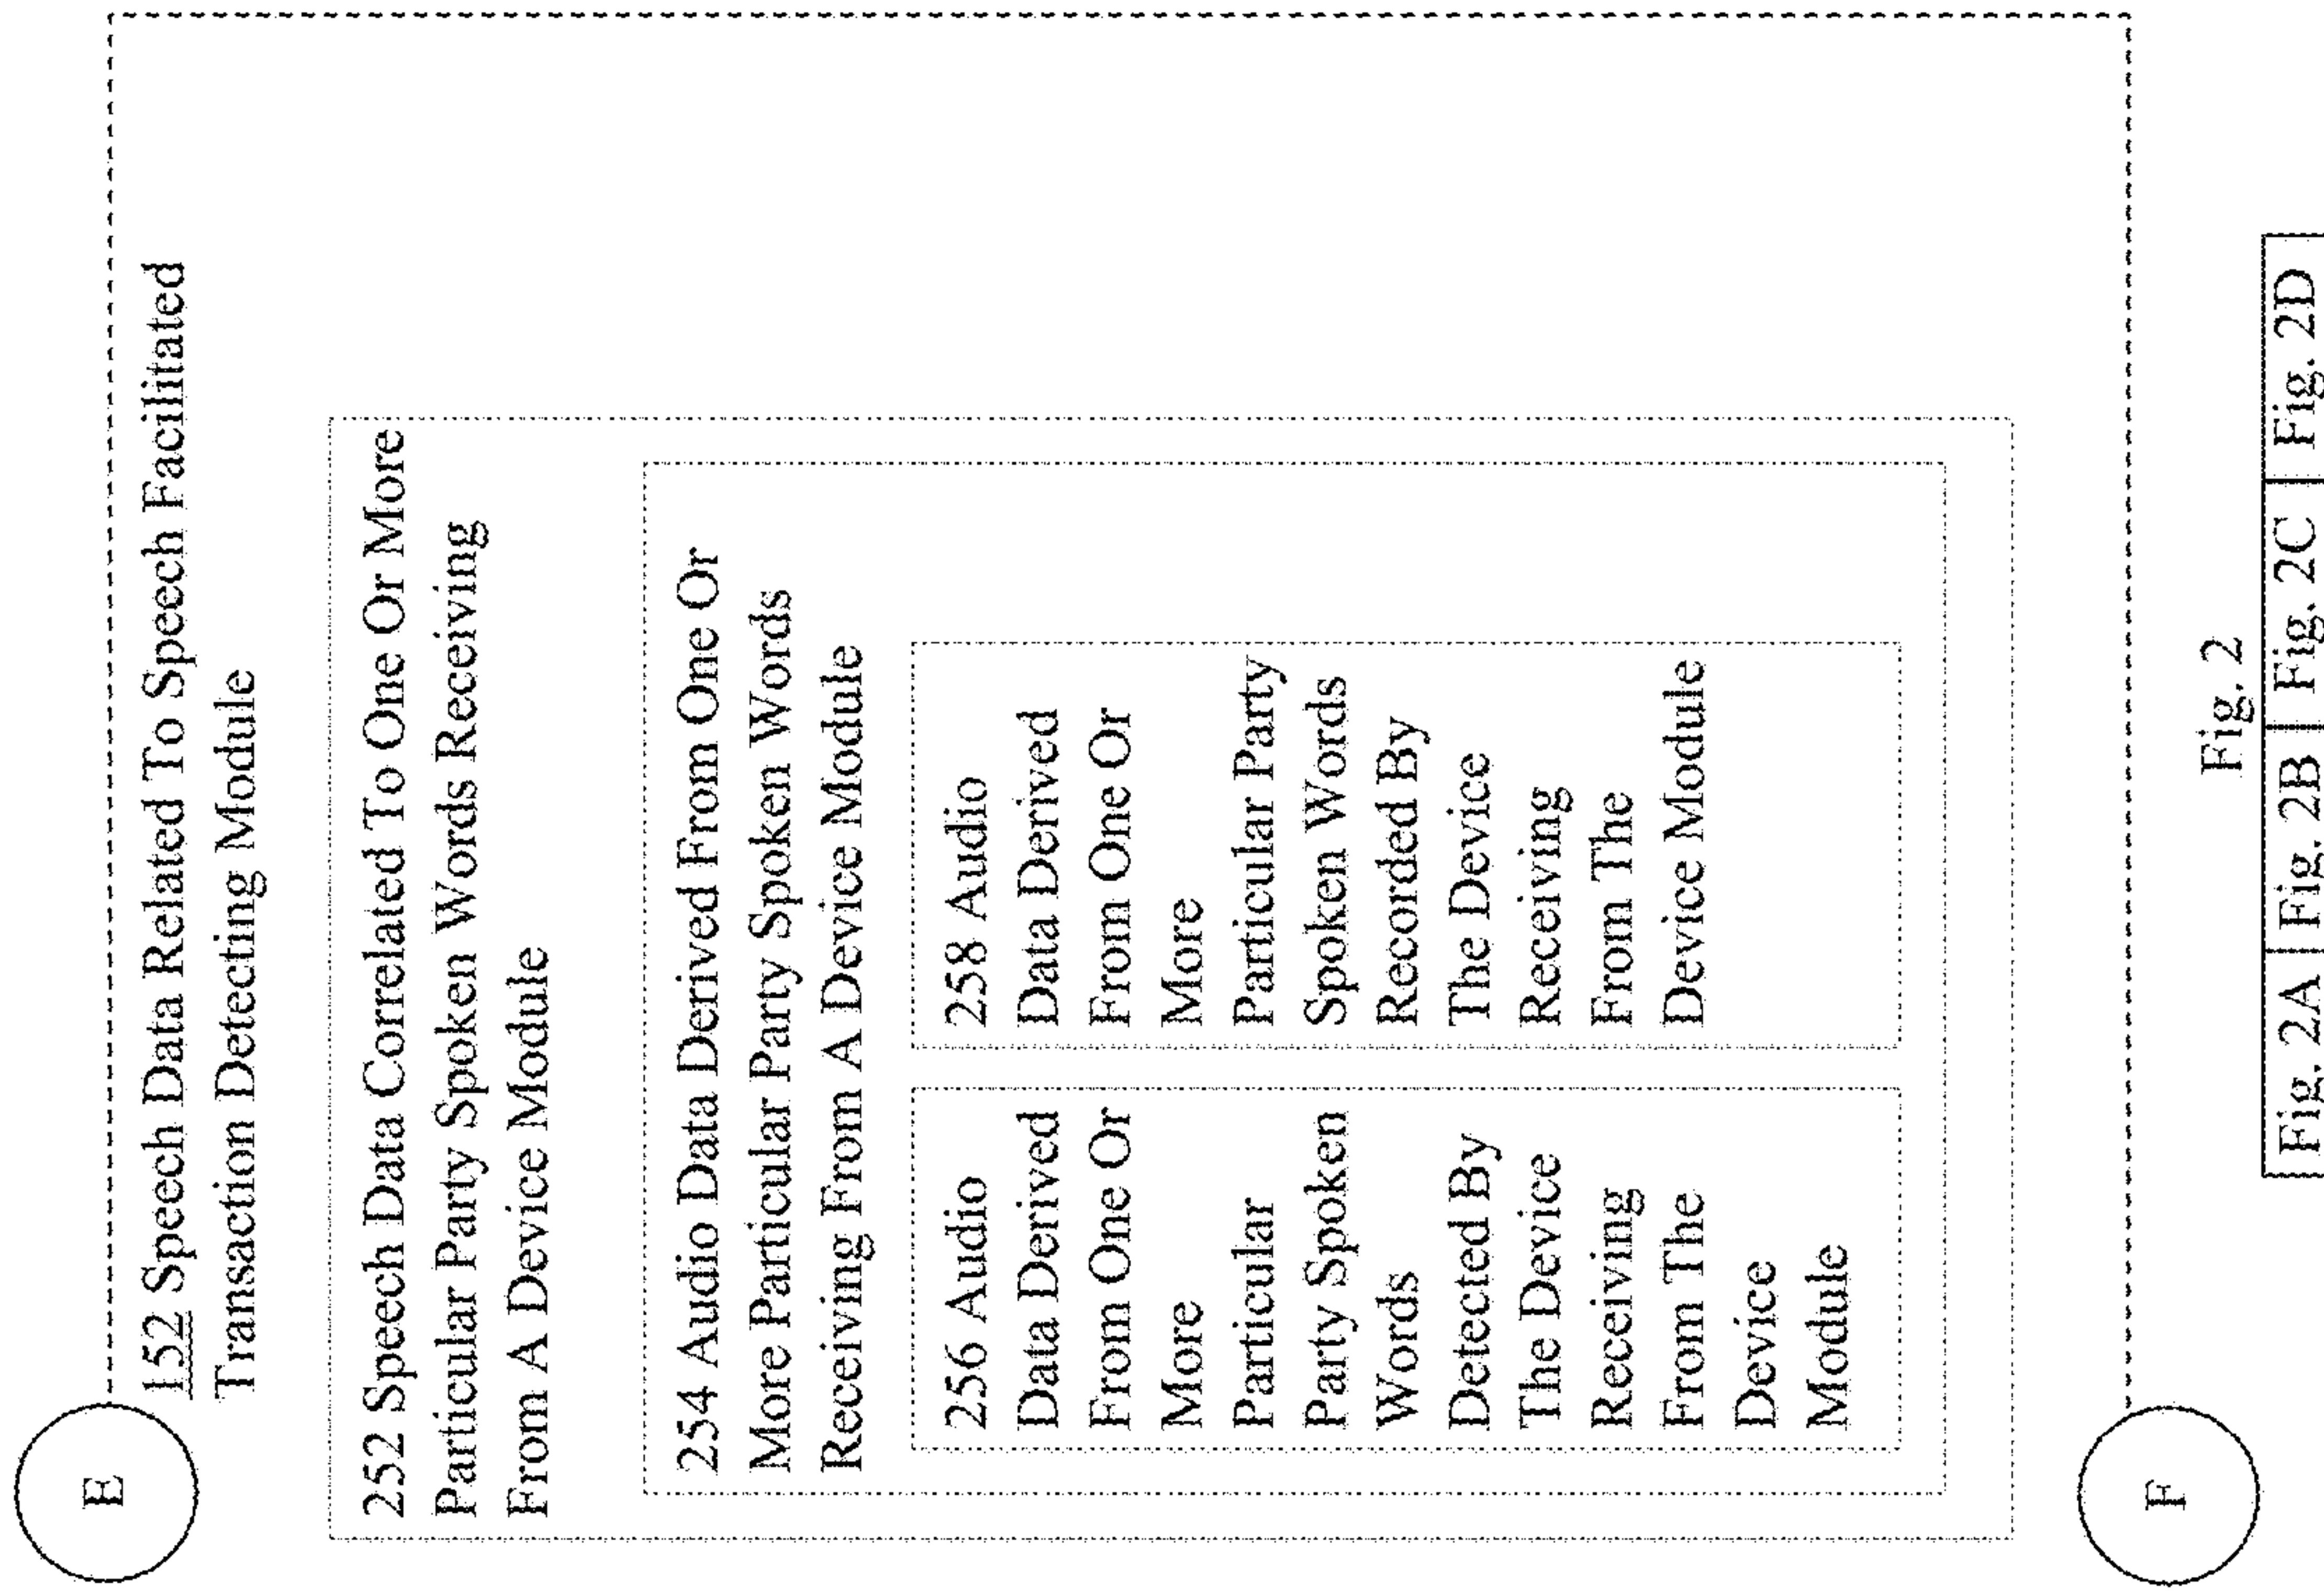 E
152 Speech Data Related To Speech Facilitated
Transaction Detecting Module
252 Speech Data Correlated To One Or More
Particular Party Spoken Words Receiving
From A Device Module
254 Audio Data Derived From One Or
More Particular Party Spoken Words
Receiving From A Device Module
256 Audio
Data Derived
From One Or
More
Particular
Party Spoken
Words
Detected By
The Device
Receiving
From The
Device
Module
258 Audio
Data Derived
From One Or
More
Particular Party
Spoken Words
Recorded By
The Device
Receiving
From The
Device Module
F
Fig. 2
Fig. 2A Fig. 2B Fig. 2C Fig. 2D